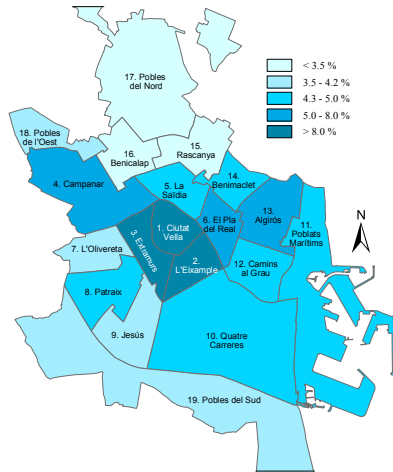 17. Pobles
del Nord
< 3.5 %
3.5 - 4.2 %
4.3 - 5.0 %
5.0 - 8.0 %
> 8.0 %
18. Pobles
de l'Oest
16.
Benicalap
15.
Rascanya
14.
Benimaclet
4. Campanar
5. La
Saïdia
13.
Algirós
6. El Pla
del Real
11.
Poblats
Marítims
N
1. Ciutat
Vella
3. Extramurs
2.
L'Eixample
7. L'Olivereta
12. Camins
al Grau
8. Patraix
9. Jesús
10. Quatre
Carreres
19. Pobles del Sud